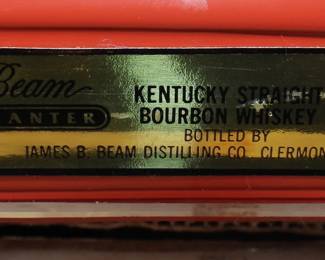 Beam
ANTER
KENTUCKY STRAIGHT
BOURBON WHISKEY
BOTTLED BY
JAMES B. BEAM DISTILLING CO., CLERMON